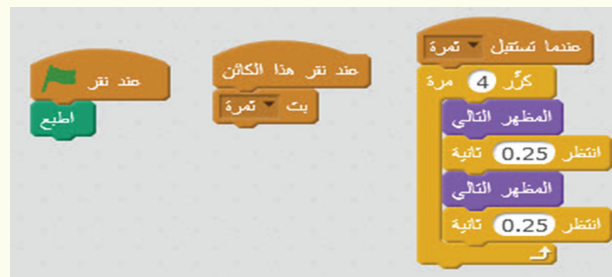 عندما تستقبل تمرة
كرِّر 4 مرة
المظهر التالي
انتظر 0.25 ثانية
المظهر التالي
انتظر 0.25 ثانية
عند نقر هذا الكائن
بث تمرة
عند نقر
اطبع